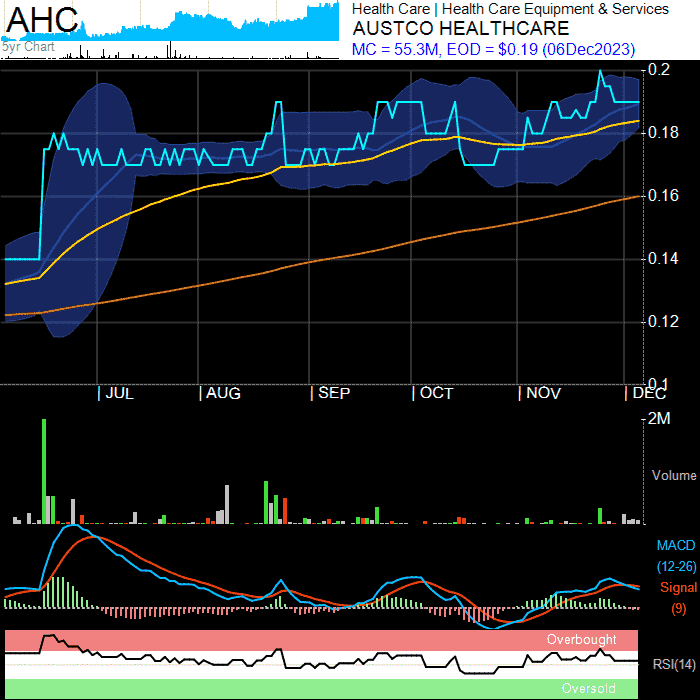 AHC
5yr Chart
Health Care | Health Care Equipment & Services
AUSTCO HEALTHCARE
MC = 55.3M, EOD = $0.19 (06Dec2023)
0.2
0.18
0.16
0.14
0.12
0.1
| JUL | AUG | SEP | OCT | NOV | DEC
2M
Volume
MACD
(12-26)
Signal
(9)
Overbought
RSI(14)
Oversold